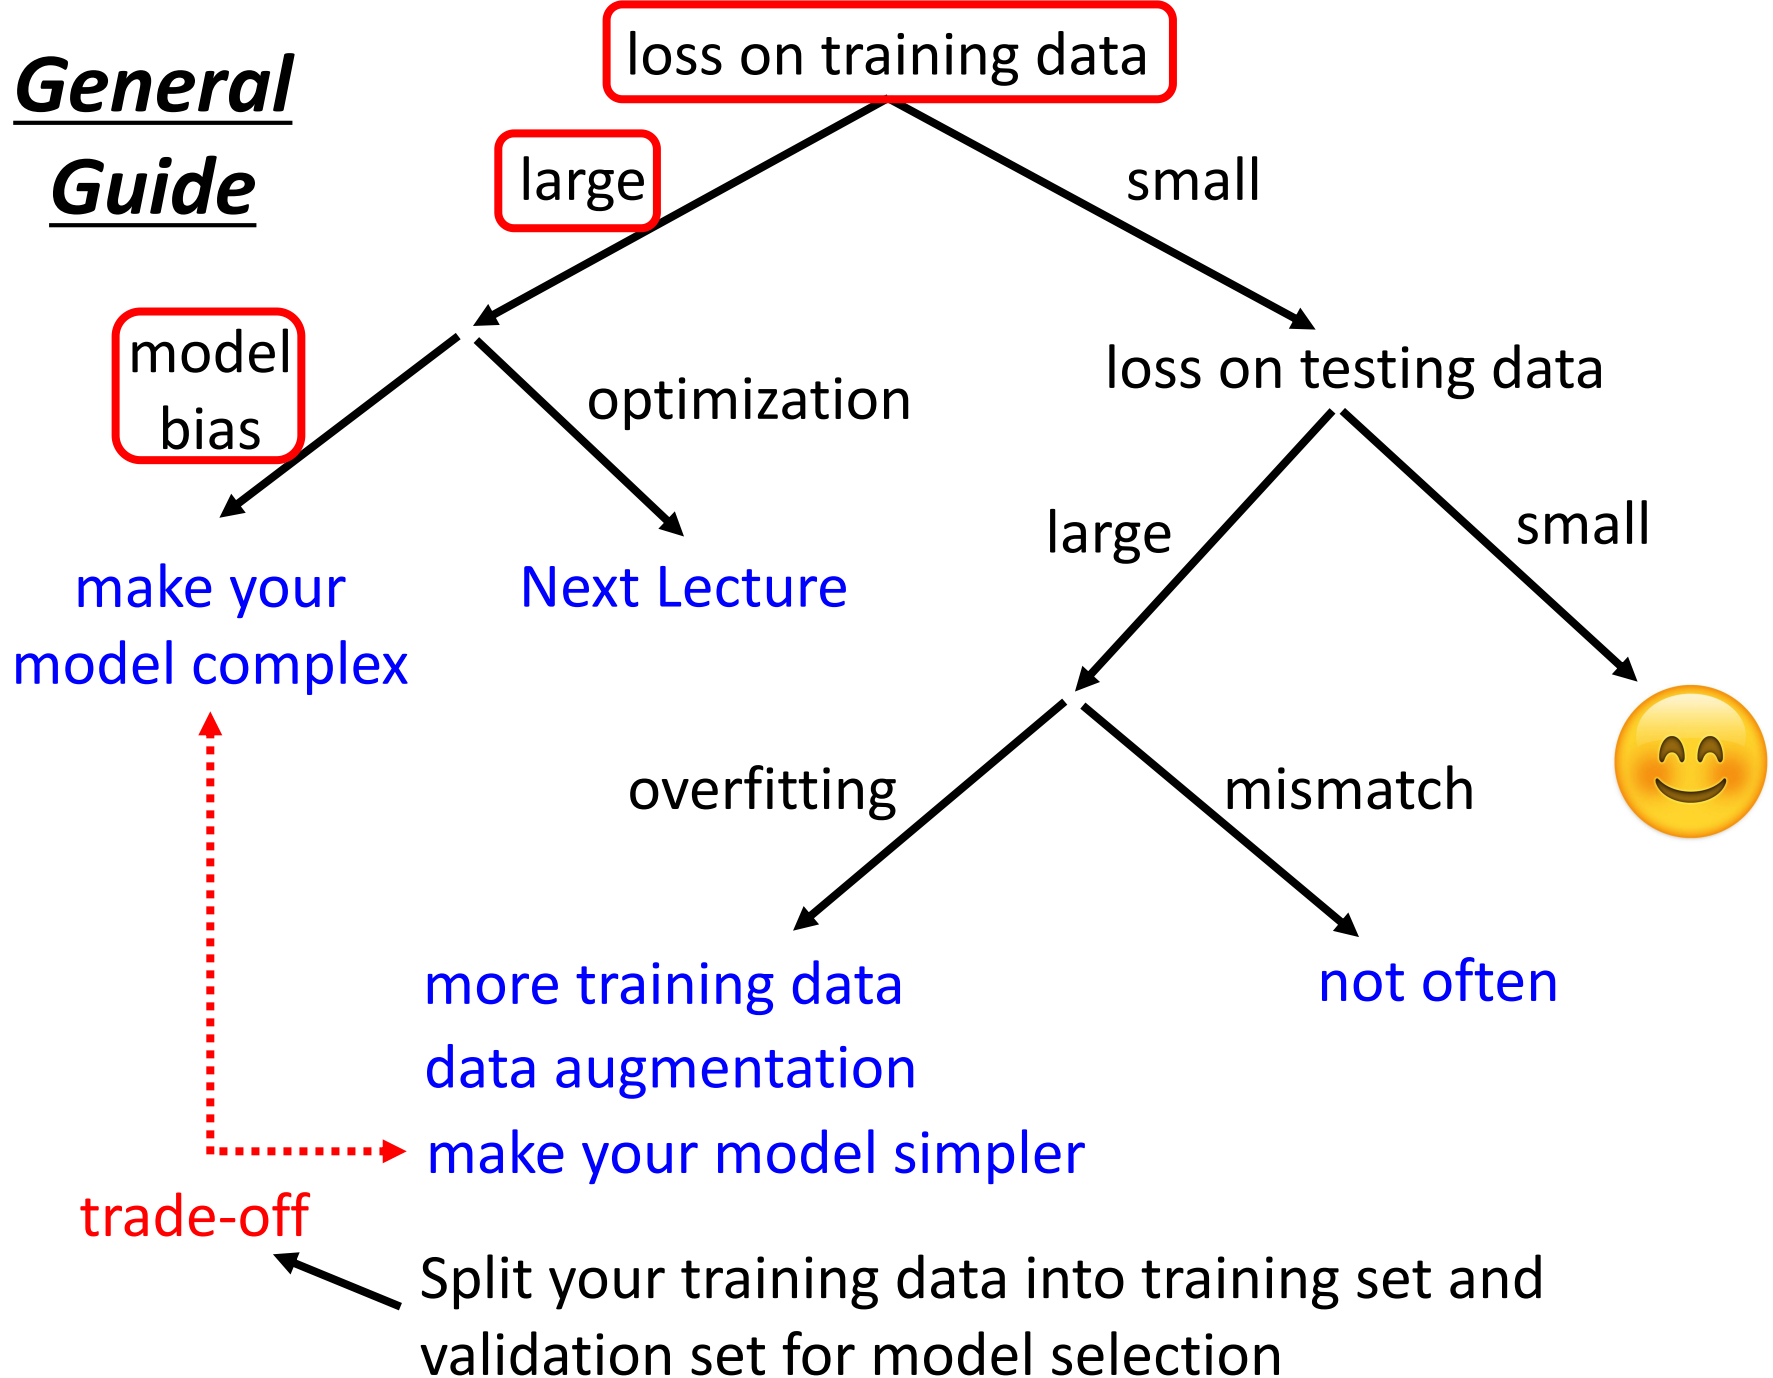 General
Guide
loss on training data
large
small
model
bias
optimization
loss on testing data
make your
model complex
Next Lecture
large
small
overfitting
mismatch
more training data
data augmentation
make your model simpler
not often
trade-off
Split your training data into training set and
validation set for model selection